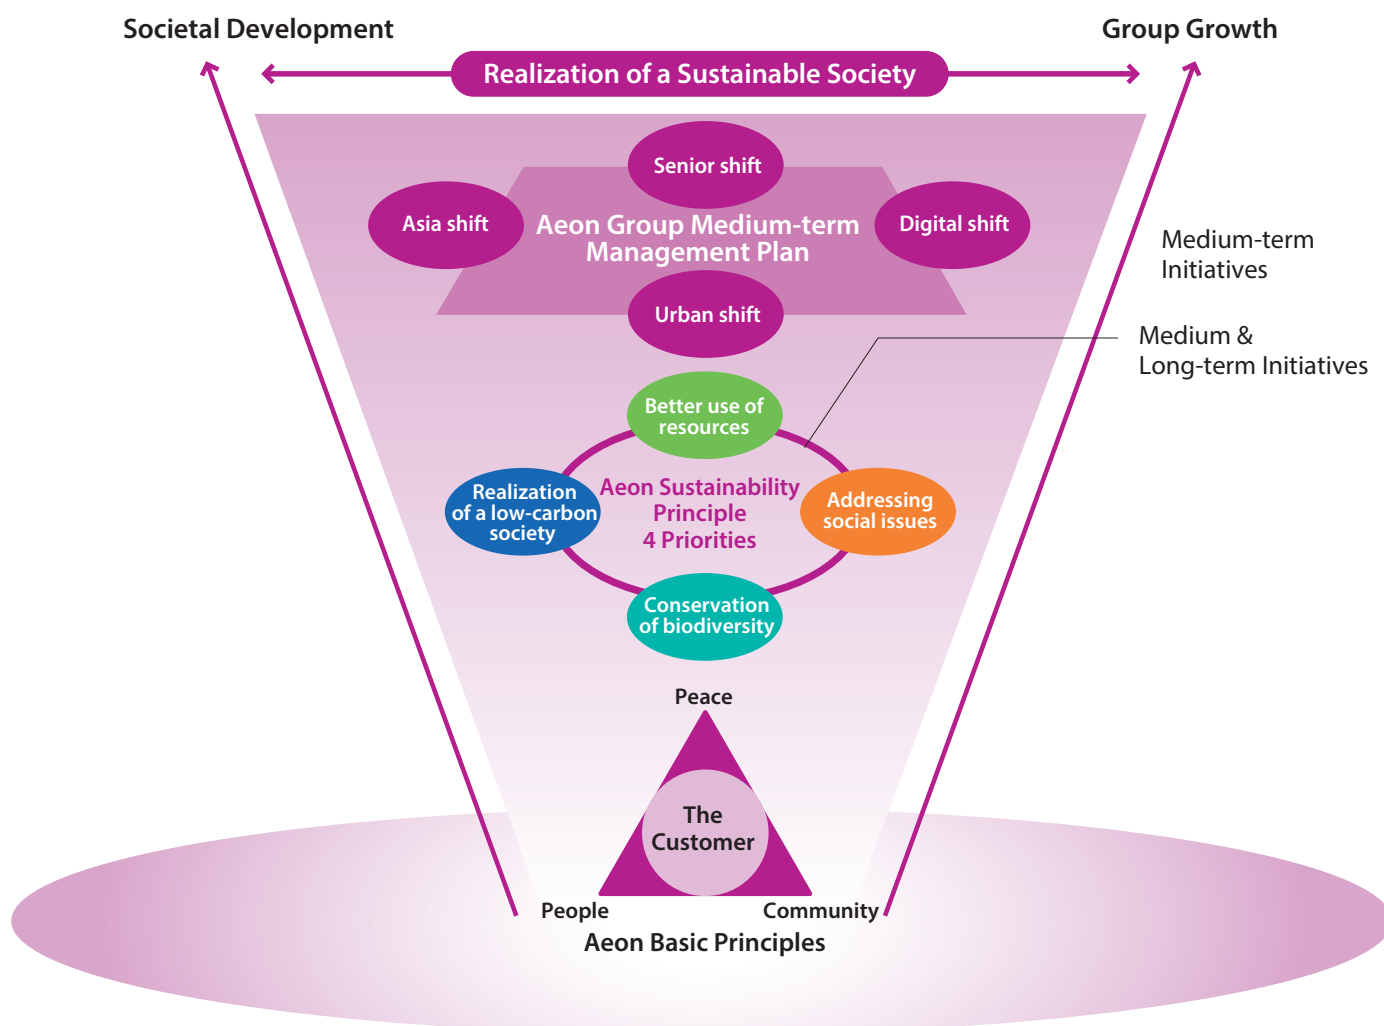 Societal Development
Group Growth
Realization of a Sustainable Society
Senior shift
Asia shift
Aeon Group Medium-term
Management Plan
Digital shift
Urban shift
Medium-term
Initiatives
Medium &
Long-term Initiatives
Better use of
resources
Realization
of a low-carbon
society
Aeon Sustainability
Principle
4 Priorities
Addressing
social issues
Conservation
of biodiversity
Peace
The
Customer
People
Community
Aeon Basic Principles